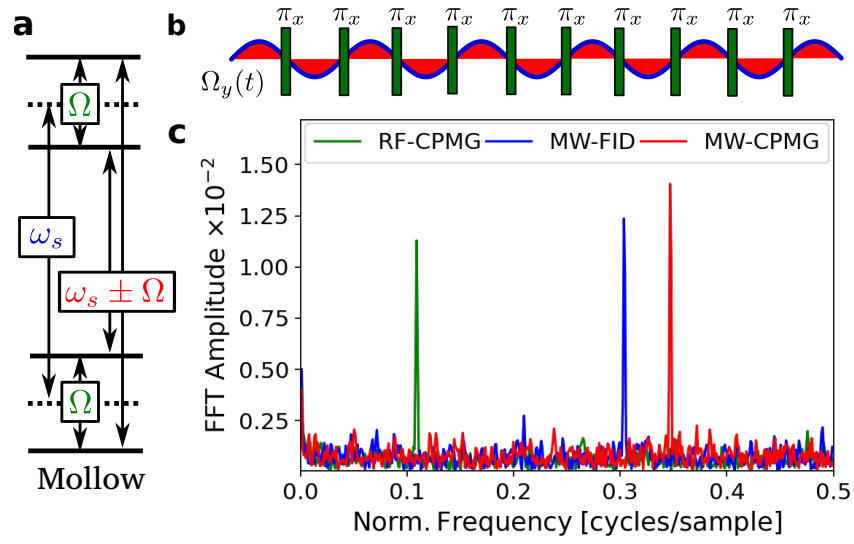 a
Ω
ω_s
ω_s ± Ω
Ω
Mollow
b
π_x π_x π_x π_x π_x π_x π_x π_x π_x π_x
Ω_y(t)
c
RF-CPMG MW-FID MW-CPMG
FFT Amplitude ×10⁻²
1.50
1.25
1.00
0.75
0.50
0.25
0.0 0.1 0.2 0.3 0.4 0.5
Norm. Frequency [cycles/sample]